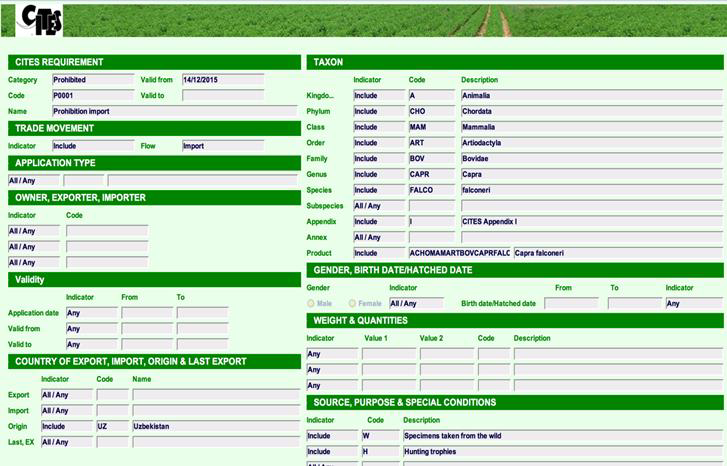 CITES
CITES REQUIREMENT
Category Prohibited Valid from 14/12/2015
Code P0001 Valid to
Name Prohibition import
TRADE MOVEMENT
Indicator Include Flow Import
APPLICATION TYPE
All / Any
OWNER, EXPORTER, IMPORTER
Indicator Code
All / Any
All / Any
All / Any
Validity
Indicator From To
Application date Any
Valid from Any
Valid to Any
COUNTRY OF EXPORT, IMPORT, ORIGIN & LAST EXPORT
Indicator Code Name
Export All / Any
Import All / Any
Origin Include UZ Uzbekistan
Last, EX All / Any
TAXON
Indicator Code Description
Kingdo... Include A Animalia
Phylum Include CHO Chordata
Class Include MAM Mammalia
Order Include ART Artiodactyla
Family Include BOV Bovidae
Genus Include CAPR Capra
Species Include FALCO falconeri
Subspecies All / Any
Appendix Include I CITES Appendix I
Annex All / Any
Product Include ACHOMAMARTBOVCAPRFALC Capra falconeri
GENDER, BIRTH DATE/HATCHED DATE
Gender Indicator From To Indicator
Male Female All / Any Birth date/Hatched date Any
WEIGHT & QUANTITIES
Indicator Value 1 Value 2 Code Description
Any
Any
Any
SOURCE, PURPOSE & SPECIAL CONDITIONS
Indicator Code Description
Include W Specimens taken from the wild
Include H Hunting trophies